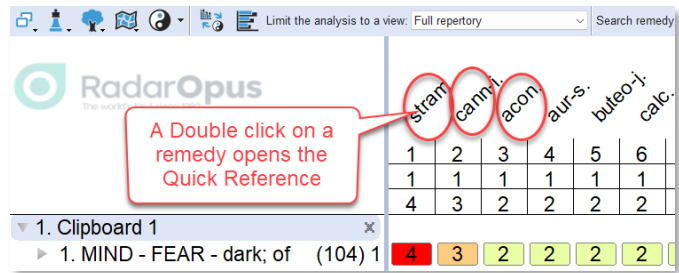 Limit the analysis to a view: Full repertory Search remedy
RadarOpus
stram. cann-i. acon. aur-s. buteo-j. calc.
A Double click on a
remedy opens the
Quick Reference
1 2 3 4 5 6
1 1 1 1 1 1
4 3 2 2 2 2
1. Clipboard 1 x
1. MIND - FEAR - dark; of (104) 1 4 3 2 2 2 2